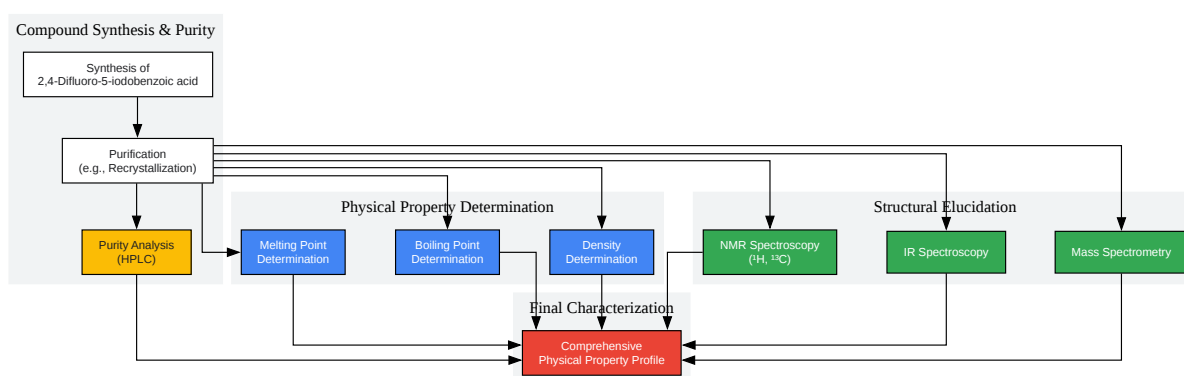 Compound Synthesis & Purity
Synthesis of
2,4-Difluoro-5-iodobenzoic acid
Purification
(e.g., Recrystallization)
Purity Analysis
(HPLC)
Physical Property Determination
Melting Point
Determination
Boiling Point
Determination
Density
Determination
Structural Elucidation
NMR Spectroscopy
(¹H, ¹³C)
IR Spectroscopy
Mass Spectrometry
Final Characterization
Comprehensive
Physical Property Profile